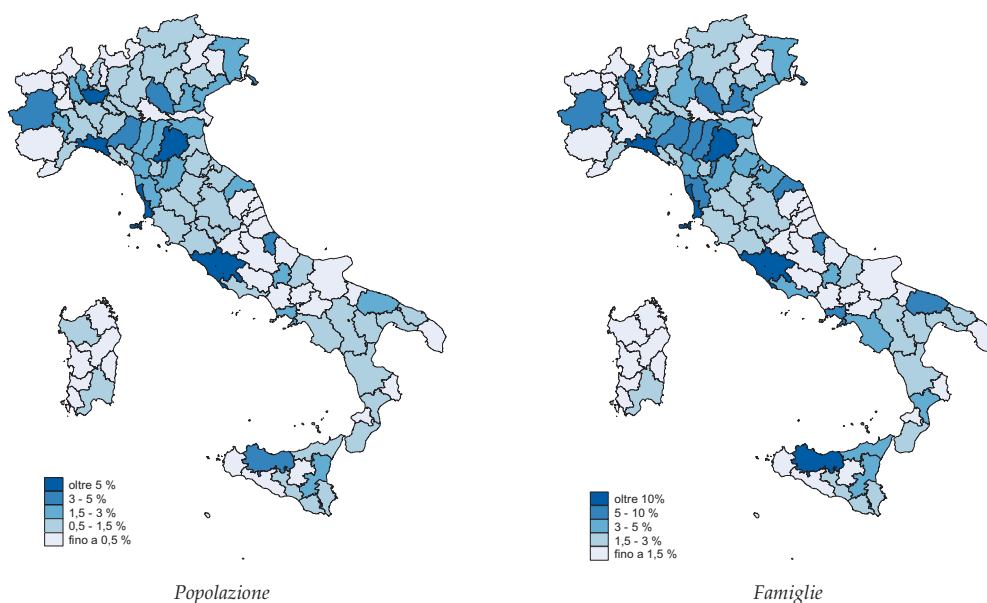 oltre 5 %
3 - 5 %
1,5 - 3 %
0,5 - 1,5 %
fino a 0,5 %
Popolazione
oltre 10%
5 - 10 %
3 - 5 %
1,5 - 3 %
fino a 1,5 %
Famiglie